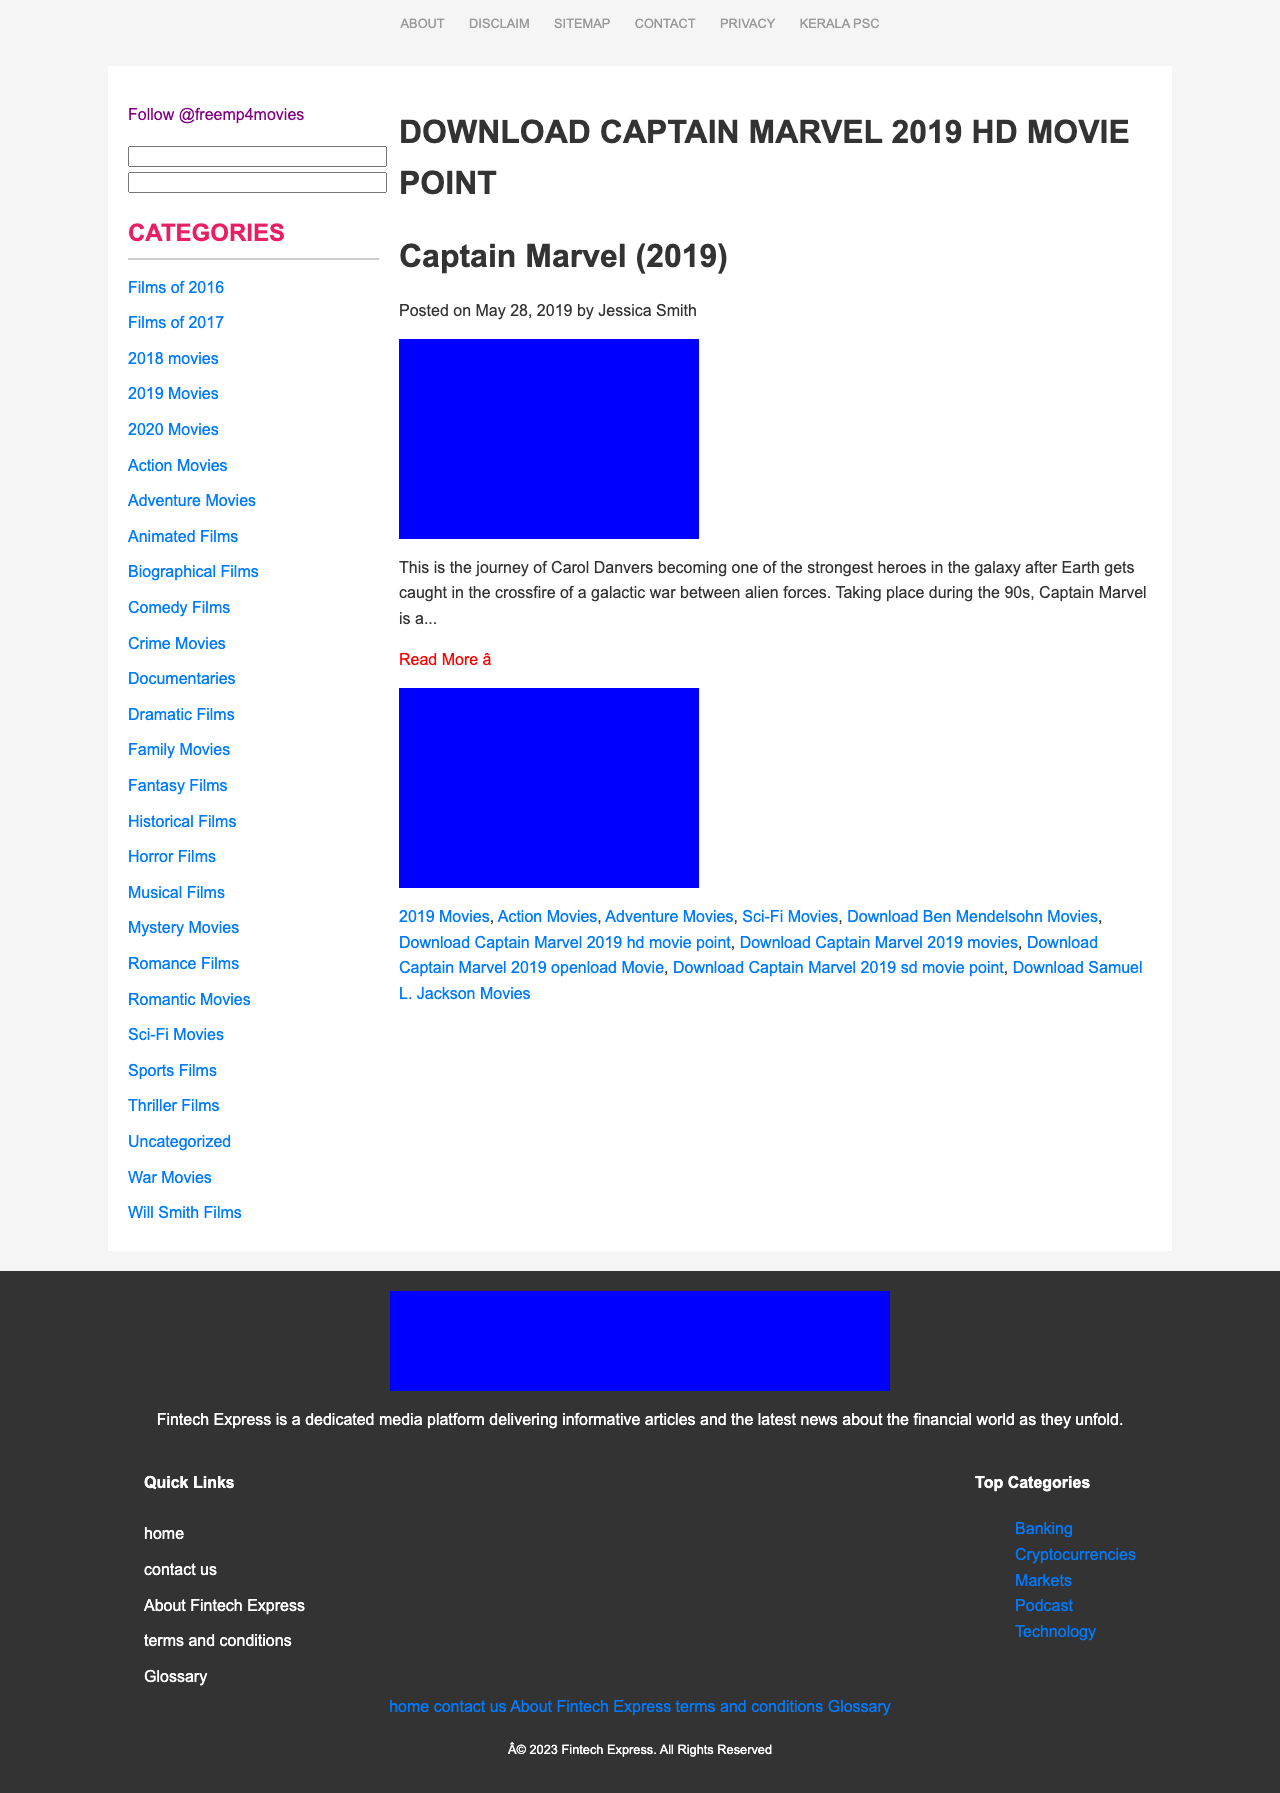 ABOUT DISCLAIM SITEMAP CONTACT PRIVACY KERALA PSC
Follow @freemp4movies
CATEGORIES
Films of 2016
Films of 2017
2018 movies
2019 Movies
2020 Movies
Action Movies
Adventure Movies
Animated Films
Biographical Films
Comedy Films
Crime Movies
Documentaries
Dramatic Films
Family Movies
Fantasy Films
Historical Films
Horror Films
Musical Films
Mystery Movies
Romance Films
Romantic Movies
Sci-Fi Movies
Sports Films
Thriller Films
Uncategorized
War Movies
Will Smith Films
DOWNLOAD CAPTAIN MARVEL 2019 HD MOVIE
POINT
Captain Marvel (2019)
Posted on May 28, 2019 by Jessica Smith
This is the journey of Carol Danvers becoming one of the strongest heroes in the galaxy after Earth gets
caught in the crossfire of a galactic war between alien forces. Taking place during the 90s, Captain Marvel
is a...
Read More â
2019 Movies, Action Movies, Adventure Movies, Sci-Fi Movies, Download Ben Mendelsohn Movies,
Download Captain Marvel 2019 hd movie point, Download Captain Marvel 2019 movies, Download
Captain Marvel 2019 openload Movie, Download Captain Marvel 2019 sd movie point, Download Samuel
L. Jackson Movies
Fintech Express is a dedicated media platform delivering informative articles and the latest news about the financial world as they unfold.
Quick Links
home
contact us
About Fintech Express
terms and conditions
Glossary
Top Categories
Banking
Cryptocurrencies
Markets
Podcast
Technology
home contact us About Fintech Express terms and conditions Glossary
Â© 2023 Fintech Express. All Rights Reserved